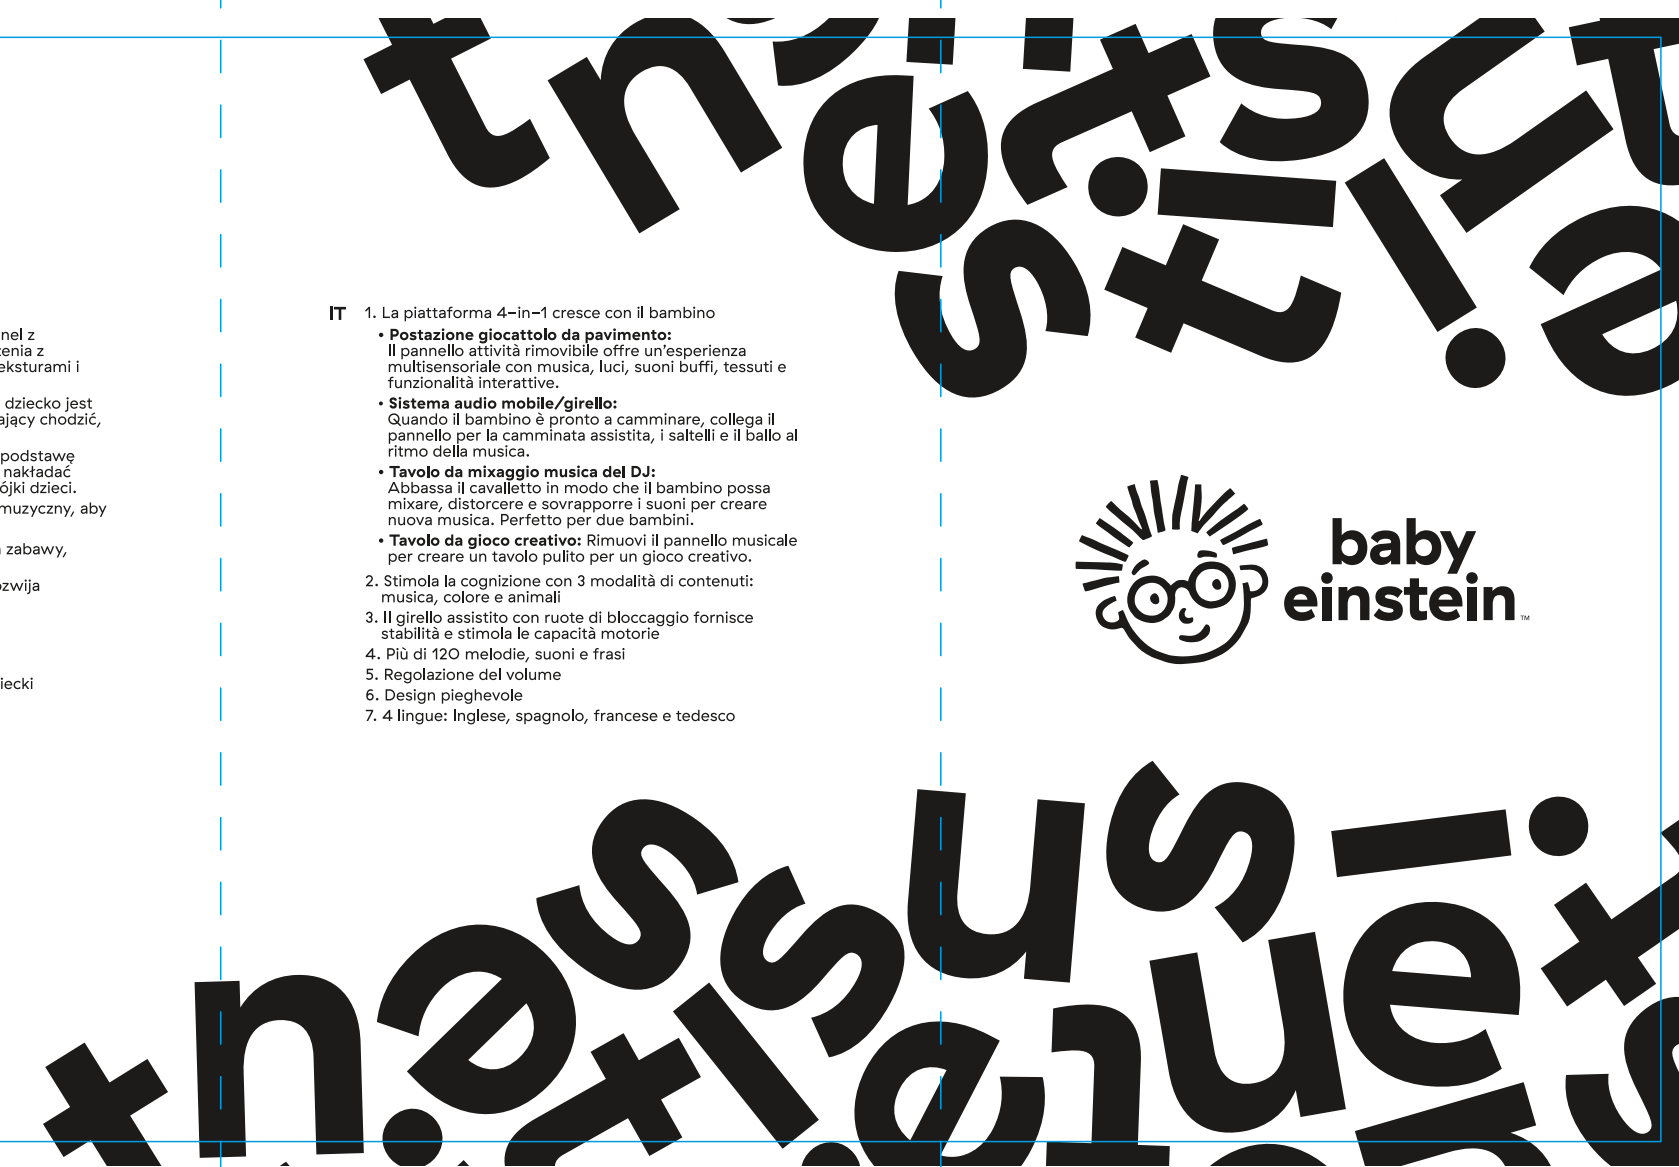 nel z
zenia z
eksturami i
dziecko jest
ający chodzić,
podstawę
nakładać
ójki dzieci.
muzyczny, aby
zabawy,
ozwija
iecki
IT 1. La piattaforma 4-in-1 cresce con il bambino
• Postazione giocattolo da pavimento:
Il pannello attività rimovibile offre un'esperienza
multisensoriale con musica, luci, suoni buffi, tessuti e
funzionalità interattive.
• Sistema audio mobile/girello:
Quando il bambino è pronto a camminare, collega il
pannello per la camminata assistita, i saltelli e il ballo al
ritmo della musica.
• Tavolo da mixaggio musica del DJ:
Abbassa il cavalletto in modo che il bambino possa
mixare, distorcere e sovrapporre i suoni per creare
nuova musica. Perfetto per due bambini.
• Tavolo da gioco creativo: Rimuovi il pannello musicale
per creare un tavolo pulito per un gioco creativo.
2. Stimola la cognizione con 3 modalità di contenuti:
musica, colore e animali
3. Il girello assistito con ruote di bloccaggio fornisce
stabilità e stimola le capacità motorie
4. Più di 120 melodie, suoni e frasi
5. Regolazione del volume
6. Design pieghevole
7. 4 lingue: Inglese, spagnolo, francese e tedesco
baby
einstein™